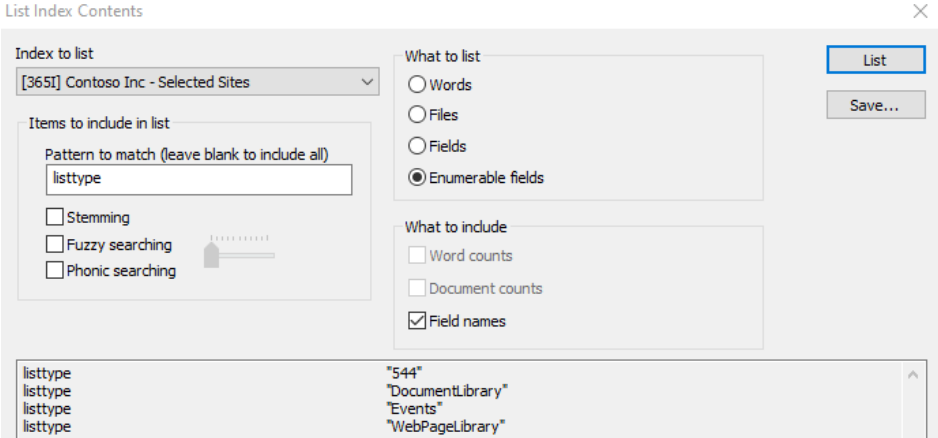 List Index Contents
Index to list
[365I] Contoso Inc - Selected Sites
Items to include in list
Pattern to match (leave blank to include all)
listtype
Stemming
Fuzzy searching
Phonic searching
What to list
Words
Files
Fields
Enumerable fields
What to include
Word counts
Document counts
Field names
List
Save...
listtype "544"
listtype "DocumentLibrary"
listtype "Events"
listtype "WebPageLibrary"